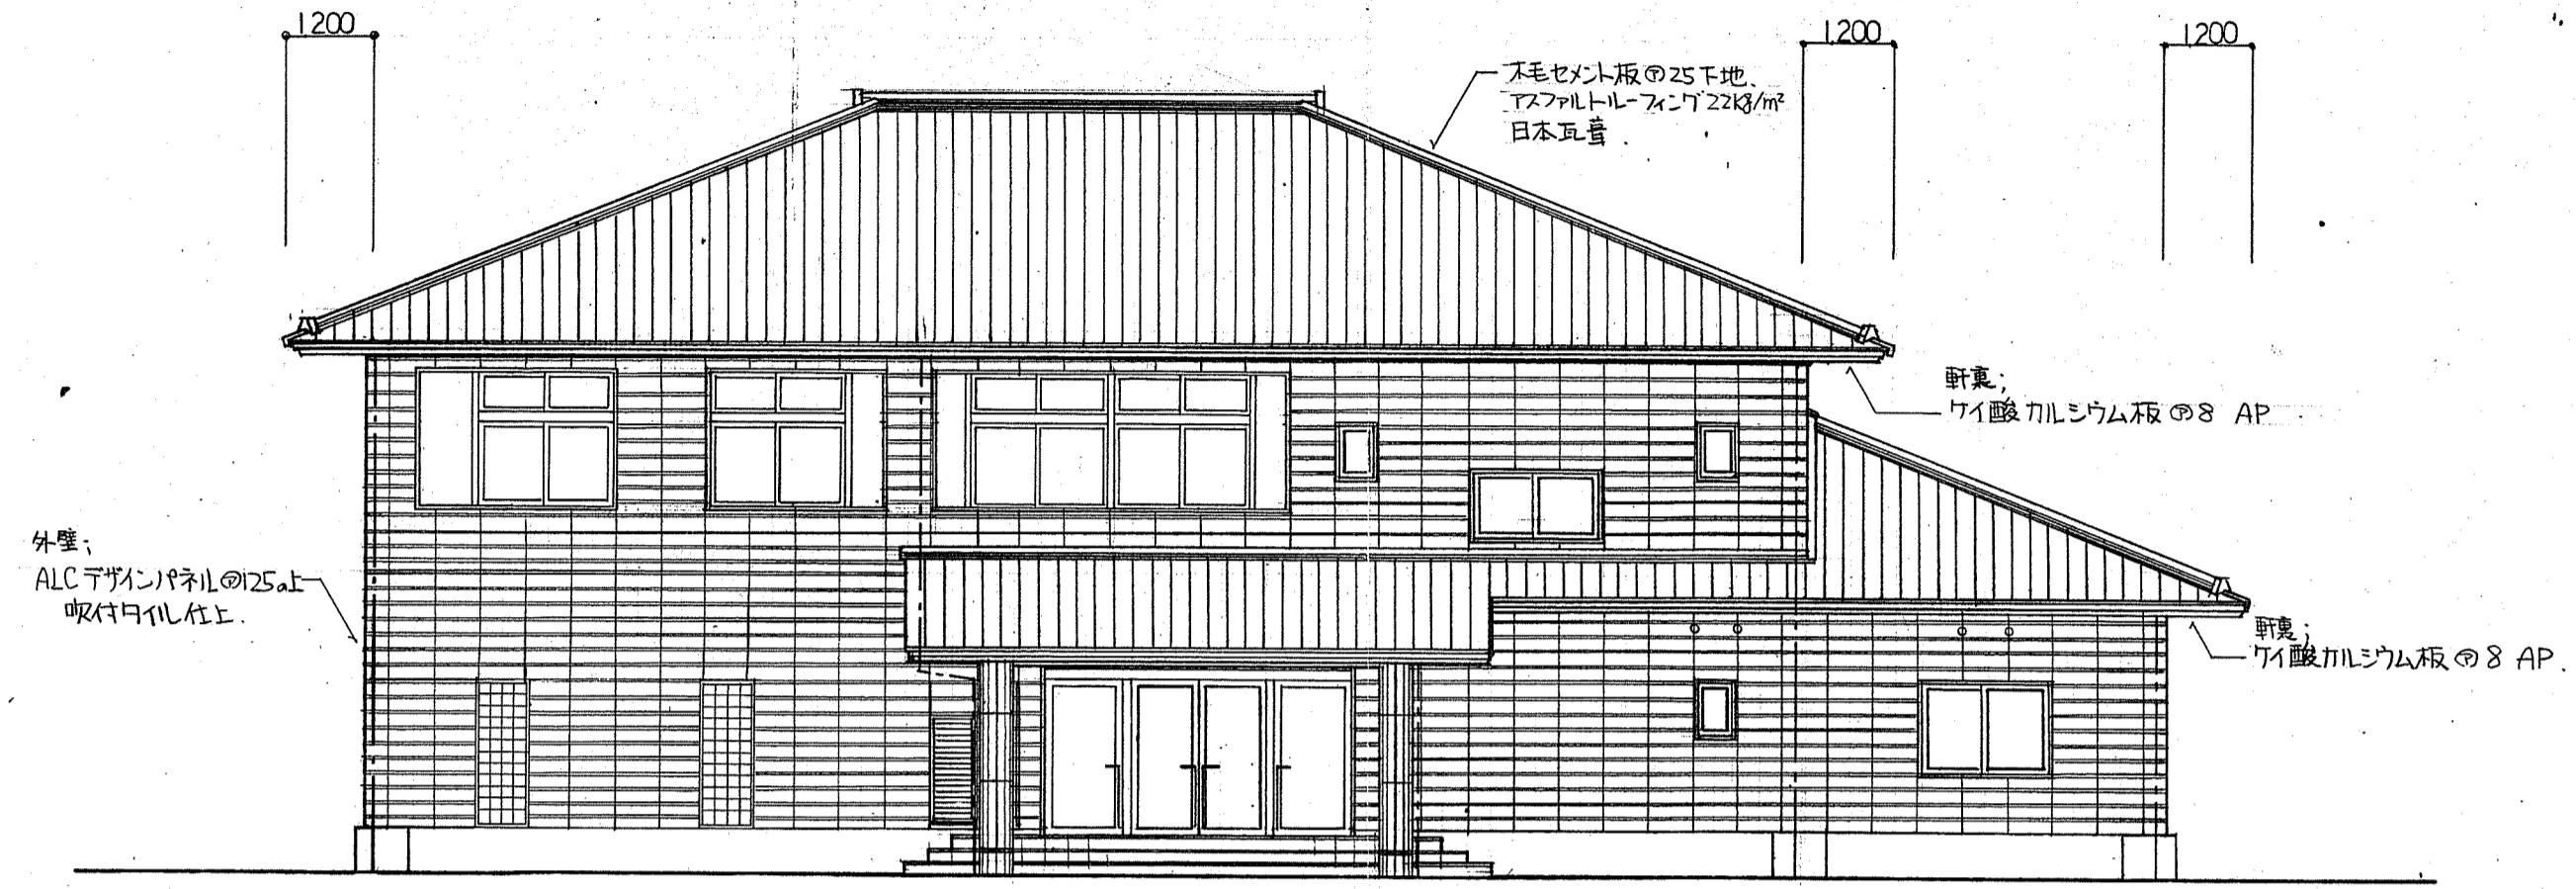 1200
1200
1200
木毛セメント板㋐25下地.
アスファルトルーフィング22kg/m²
日本瓦葺.
軒裏;
ケイ酸カルシウム板㋐8 AP
外壁;
ALCデザインパネル㋐125の上
吹付タイル仕上.
軒裏;
ケイ酸カルシウム板㋐8 AP.